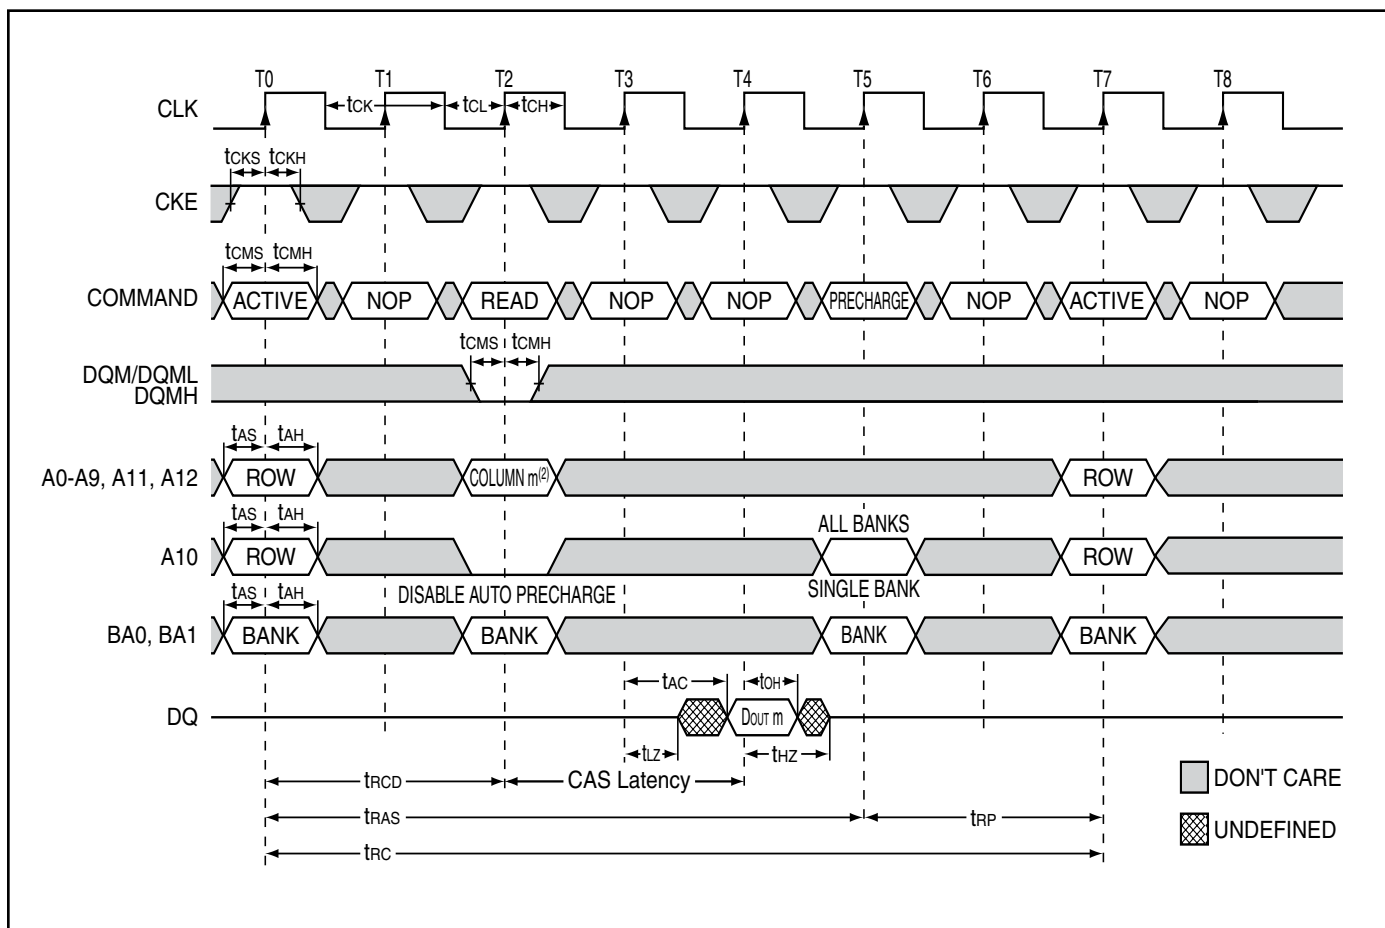 T0 T1 T2 T3 T4 T5 T6 T7 T8
CLK
tCK tCL tCH
tCKS tCKH
CKE
tCMS tCMH
COMMAND ACTIVE NOP READ NOP NOP PRECHARGE NOP ACTIVE NOP
tCMS tCMH
DQM/DQML
DQMH
tAS tAH
A0-A9, A11, A12 ROW COLUMN m(2) ROW
tAS tAH ALL BANKS
A10 ROW ROW
DISABLE AUTO PRECHARGE SINGLE BANK
tAS tAH
BA0, BA1 BANK BANK BANK BANK
tAC tOH
DQ DOUT m
tLZ tHZ
tRCD CAS Latency
DON'T CARE
tRAS tRP
UNDEFINED
tRC